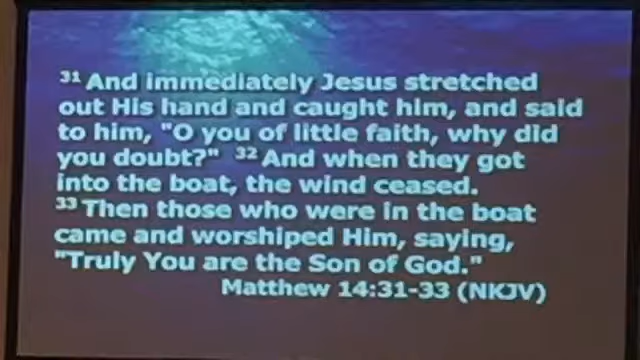 31 And immediately Jesus stretched
out His hand and caught him, and said
to him, "O you of little faith, why did
you doubt?" 32 And when they got
into the boat, the wind ceased.
33 Then those who were in the boat
came and worshiped Him, saying,
"Truly You are the Son of God."
Matthew 14:31-33 (NKJV)